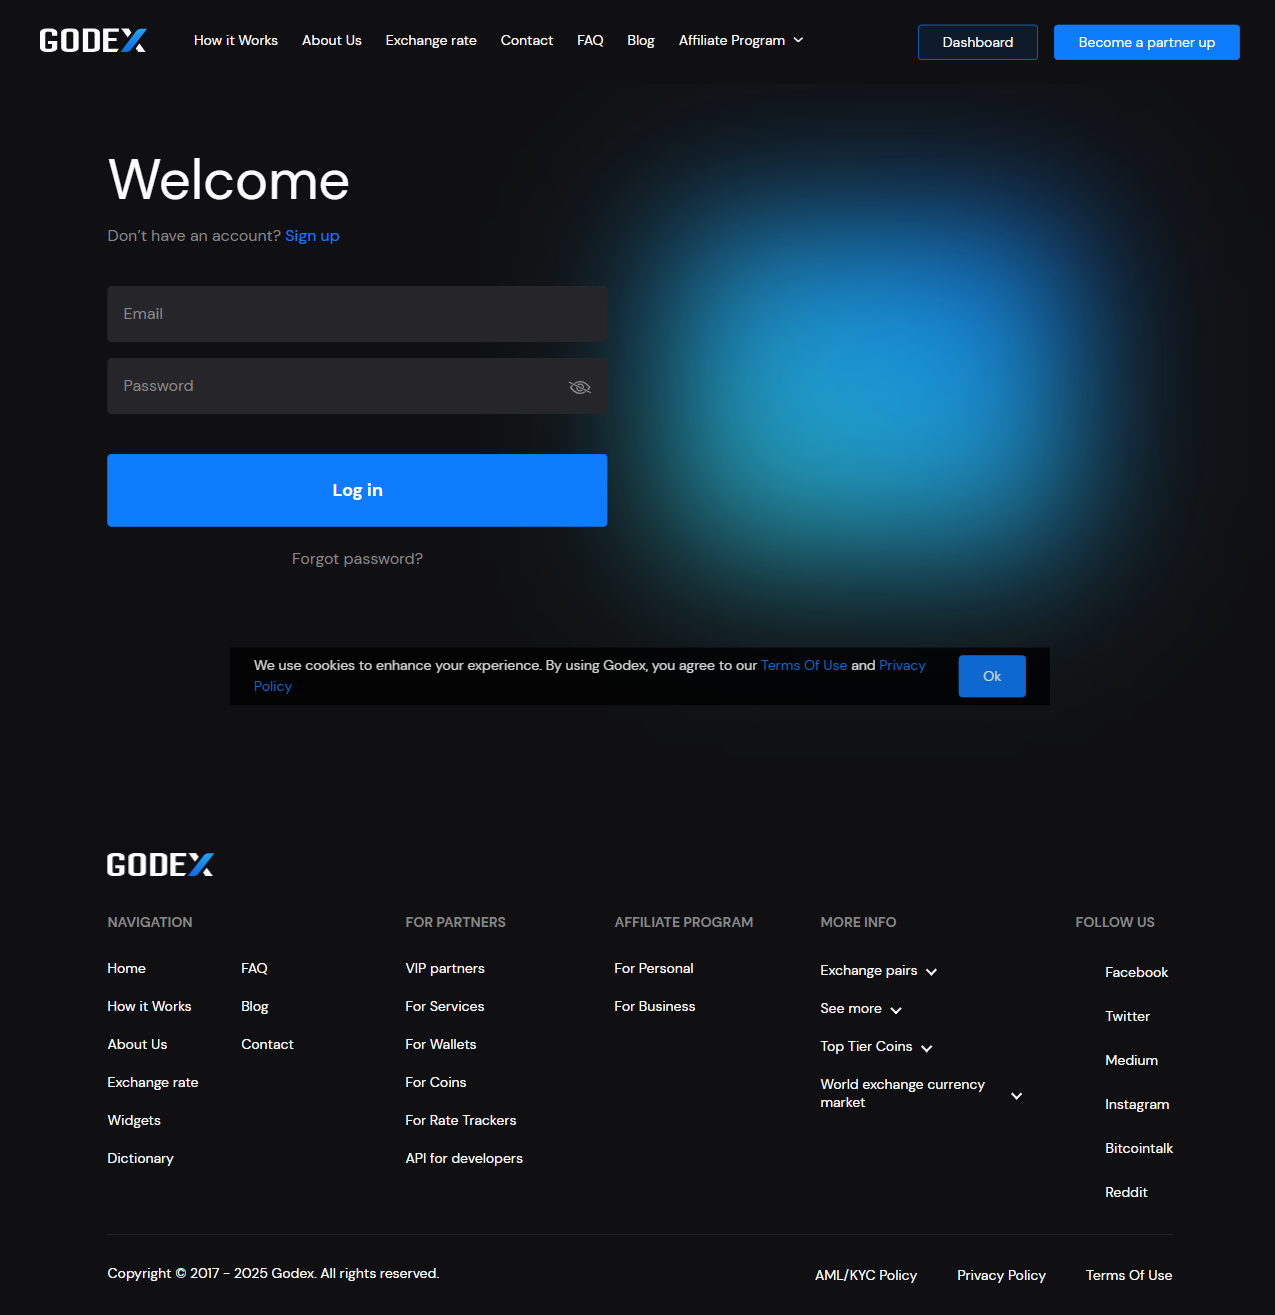 GODEX
How it Works
About Us
Exchange rate
Contact
FAQ
Blog
Affiliate Program
Dashboard
Become a partner up
Welcome
Don’t have an account? Sign up
Email
Password
Log in
Forgot password?
We use cookies to enhance your experience. By using Godex, you agree to our Terms Of Use and Privacy
Policy
Ok
GODEX
NAVIGATION
Home
How it Works
About Us
Exchange rate
Widgets
Dictionary
FAQ
Blog
Contact
FOR PARTNERS
VIP partners
For Services
For Wallets
For Coins
For Rate Trackers
API for developers
AFFILIATE PROGRAM
For Personal
For Business
MORE INFO
Exchange pairs
See more
Top Tier Coins
World exchange currency
market
FOLLOW US
Facebook
Twitter
Medium
Instagram
Bitcointalk
Reddit
Copyright © 2017 - 2025 Godex. All rights reserved.
AML/KYC Policy
Privacy Policy
Terms Of Use